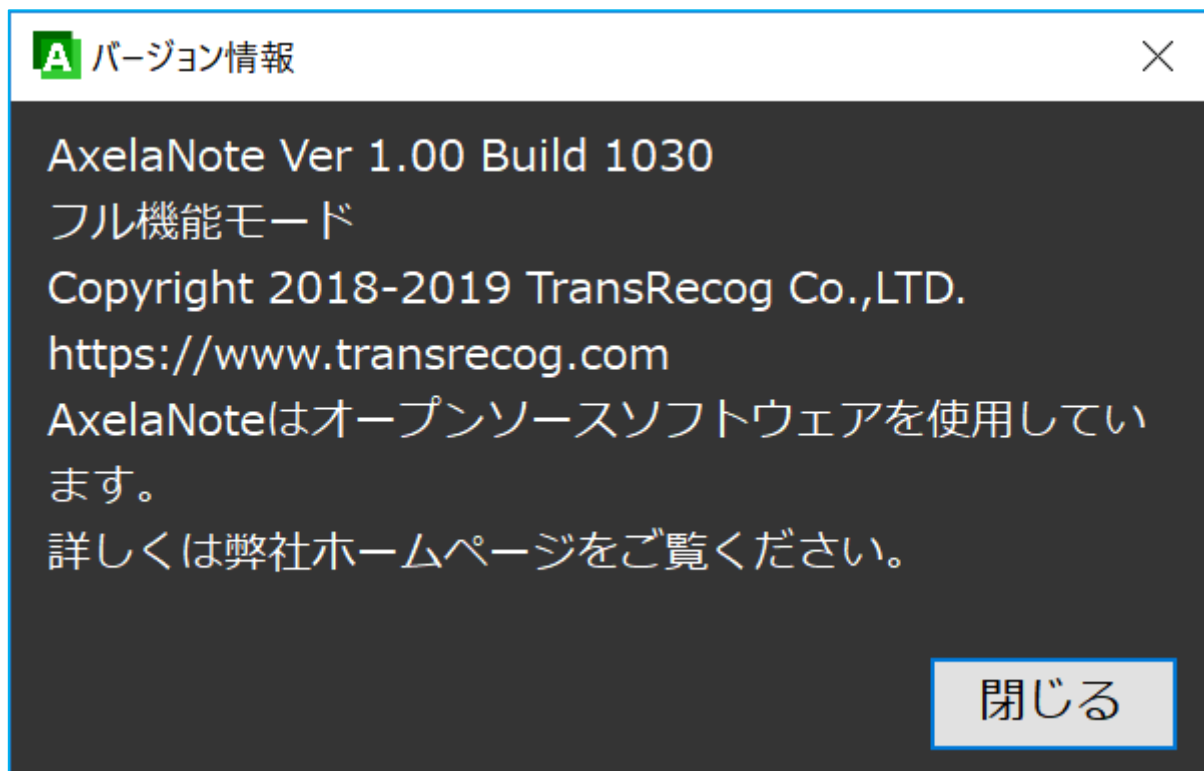 A バージョン情報
AxelaNote Ver 1.00 Build 1030
フル機能モード
Copyright 2018-2019 TransRecog Co.,LTD.
https://www.transrecog.com
AxelaNoteはオープンソースソフトウェアを使用してい
ます。
詳しくは弊社ホームページをご覧ください。
閉じる